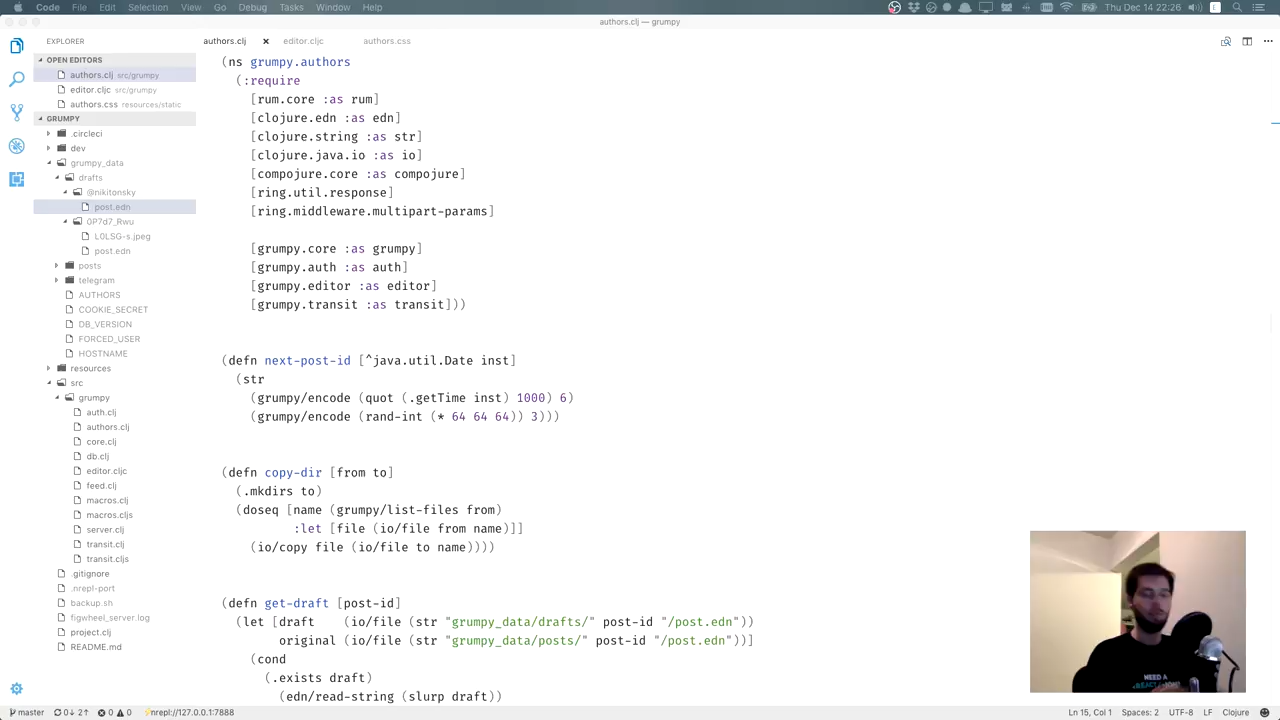 Code File Edit Selection View Go Debug Tasks Window Help
Thu Dec 14 22:26
authors.clj — grumpy
EXPLORER
OPEN EDITORS
authors.clj src/grumpy
editor.cljc src/grumpy
authors.css resources/static
GRUMPY
.circleci
dev
grumpy_data
drafts
@nikitonsky
post.edn
0P7d7_Rwu
L0LSG-s.jpeg
post.edn
posts
telegram
AUTHORS
COOKIE_SECRET
DB_VERSION
FORCED_USER
HOSTNAME
resources
src
grumpy
auth.clj
authors.clj
core.clj
db.clj
editor.cljc
feed.clj
macros.clj
macros.cljs
server.clj
transit.clj
transit.cljs
.gitignore
.nrepl-port
backup.sh
figwheel_server.log
project.clj
README.md
authors.clj editor.cljc authors.css
(ns grumpy.authors
(:require
[rum.core :as rum]
[clojure.edn :as edn]
[clojure.string :as str]
[clojure.java.io :as io]
[compojure.core :as compojure]
[ring.util.response]
[ring.middleware.multipart-params]
[grumpy.core :as grumpy]
[grumpy.auth :as auth]
[grumpy.editor :as editor]
[grumpy.transit :as transit]))
(defn next-post-id [^java.util.Date inst]
(str
(grumpy/encode (quot (.getTime inst) 1000) 6)
(grumpy/encode (rand-int (* 64 64 64)) 3)))
(defn copy-dir [from to]
(.mkdirs to)
(doseq [name (grumpy/list-files from)
:let [file (io/file from name)]]
(io/copy file (io/file to name))))
(defn get-draft [post-id]
(let [draft (io/file (str "grumpy_data/drafts/" post-id "/post.edn"))
original (io/file (str "grumpy_data/posts/" post-id "/post.edn"))]
(cond
(.exists draft)
(edn/read-string (slurp draft))
NEED A
master 0↓ 2↑ 0 0 nrepl://127.0.0.1:7888
Ln 15, Col 1 Spaces: 2 UTF-8 LF Clojure